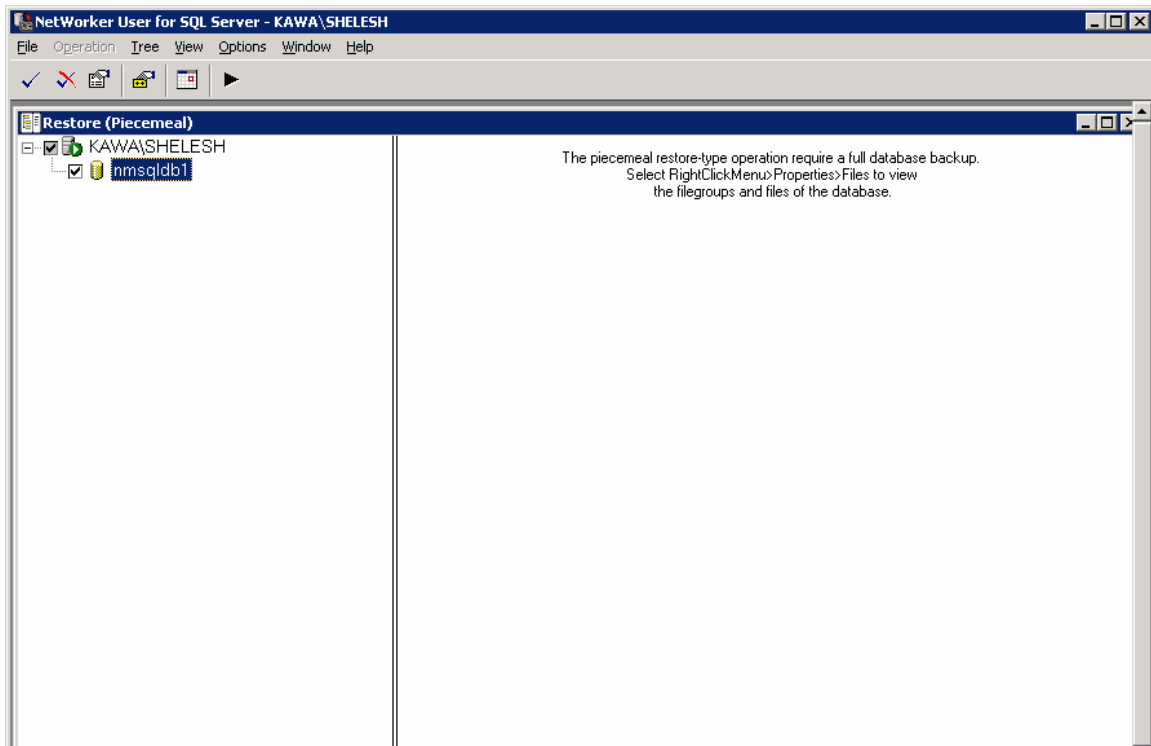 NetWorker User for SQL Server - KAWA\SHELESH
File Operation Tree View Options Window Help
Restore (Piecemeal)
KAWA\SHELESH
nmsqldb1
The piecemeal restore-type operation require a full database backup.
Select RightClickMenu>Properties>Files to view
the filegroups and files of the database.